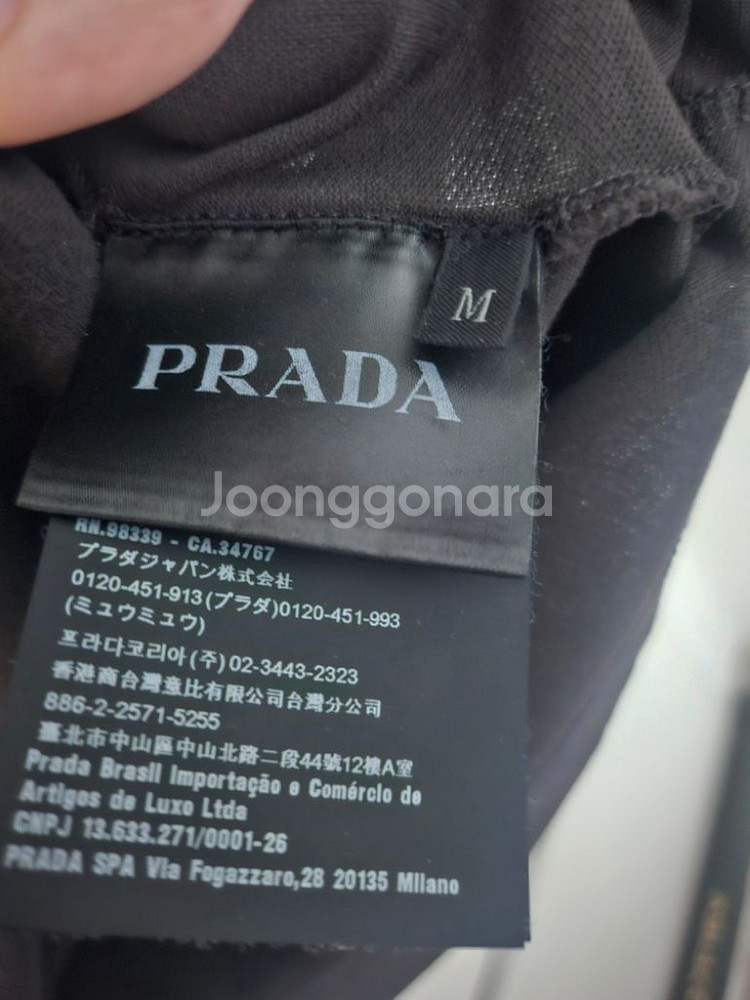 M
PRADA
Joonggonara
RN.98339 - CA.34767
プラダジャパン株式会社
0120-451-913(プラダ)0120-451-993
(ミュウミュウ)
프라다코리아(주)02-3443-2323
香港商台灣意比有限公司台灣分公司
886-2-2571-5255
臺北市中山區中山北路二段44號12樓A室
Prada Brasil Importação e Comércio de
Artigos de Luxo Ltda
CNPJ 13.633.271/0001-26
PRADA SPA Via Fogazzaro,28 20135 Milano